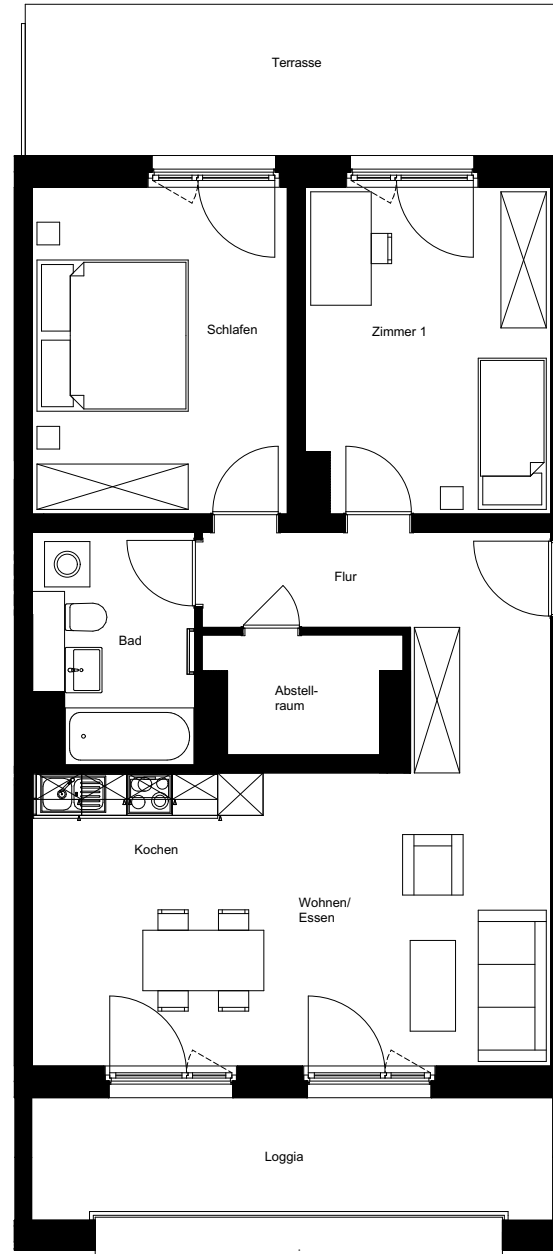 Terrasse
Schlafen
Zimmer 1
Flur
Bad
Abstell-
raum
Kochen
Wohnen/
Essen
Loggia